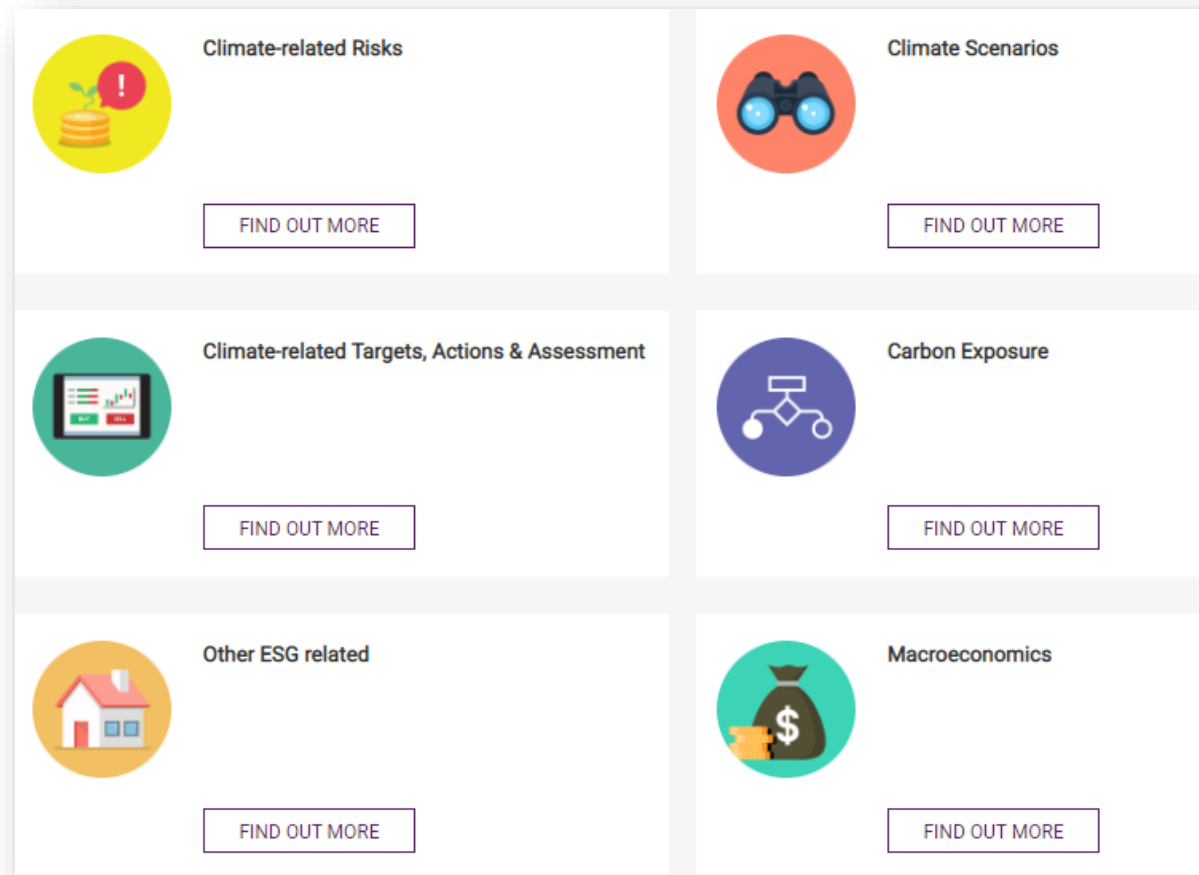 Climate-related Risks
FIND OUT MORE
Climate Scenarios
FIND OUT MORE
Climate-related Targets, Actions & Assessment
FIND OUT MORE
Carbon Exposure
FIND OUT MORE
Other ESG related
FIND OUT MORE
Macroeconomics
FIND OUT MORE